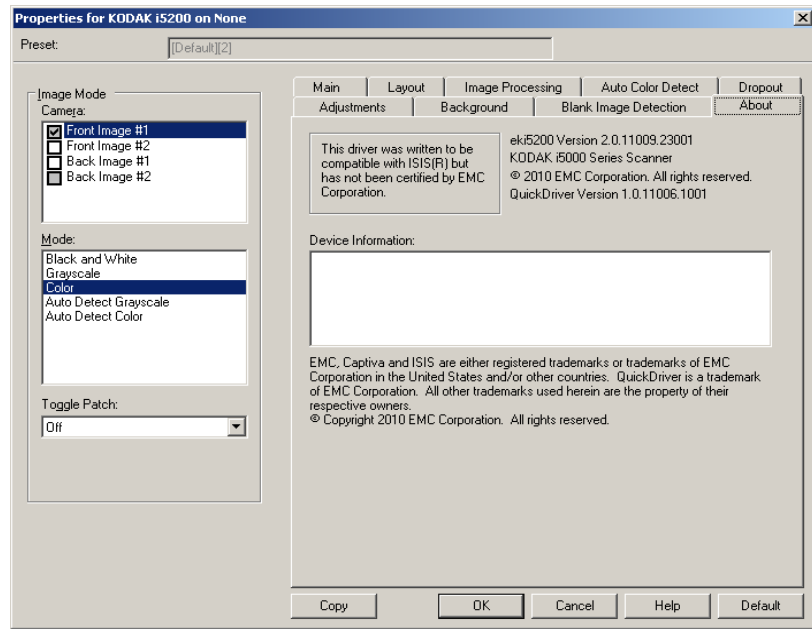 Properties for KODAK i5200 on None
Preset:
[Default][2]
Image Mode
Camera:
Front Image #1
Front Image #2
Back Image #1
Back Image #2
Mode:
Black and White
Grayscale
Color
Auto Detect Grayscale
Auto Detect Color
Toggle Patch:
Off
Main
Layout
Image Processing
Auto Color Detect
Dropout
Adjustments
Background
Blank Image Detection
About
This driver was written to be
compatible with ISIS(R) but
has not been certified by EMC
Corporation.
eki5200 Version 2.0.11009.23001
KODAK i5000 Series Scanner
© 2010 EMC Corporation. All rights reserved.
QuickDriver Version 1.0.11006.1001
Device Information:
EMC, Captiva and ISIS are either registered trademarks or trademarks of EMC
Corporation in the United States and/or other countries. QuickDriver is a trademark
of EMC Corporation. All other trademarks used herein are the property of their
respective owners.
© Copyright 2010 EMC Corporation. All rights reserved.
Copy
OK
Cancel
Help
Default